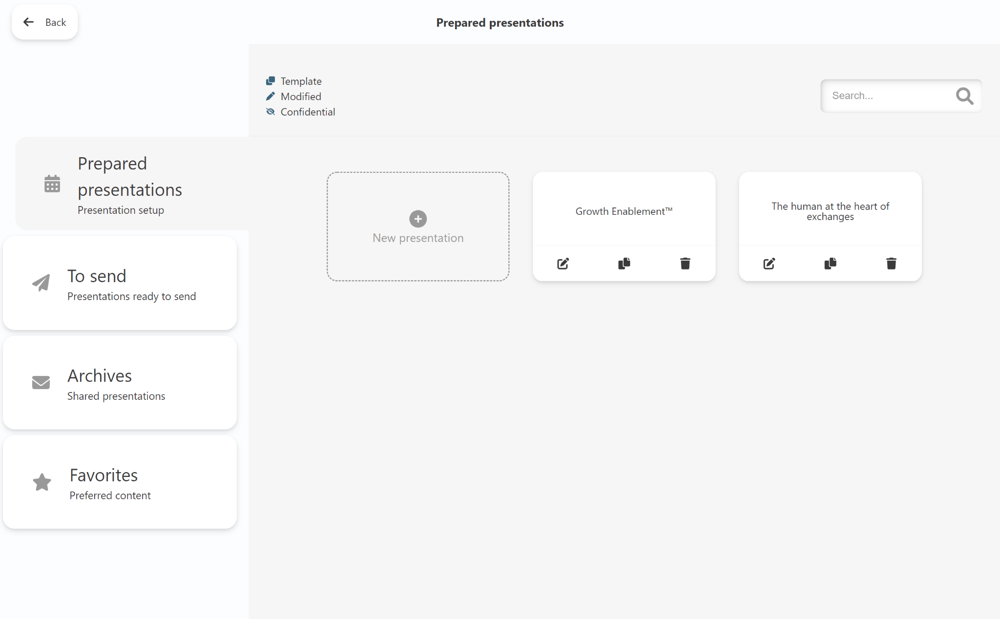 Back
Prepared presentations
Template
Modified
Confidential
Search...
Prepared
presentations
Presentation setup
To send
Presentations ready to send
Archives
Shared presentations
Favorites
Preferred content
New presentation
Growth Enablement™
The human at the heart of
exchanges